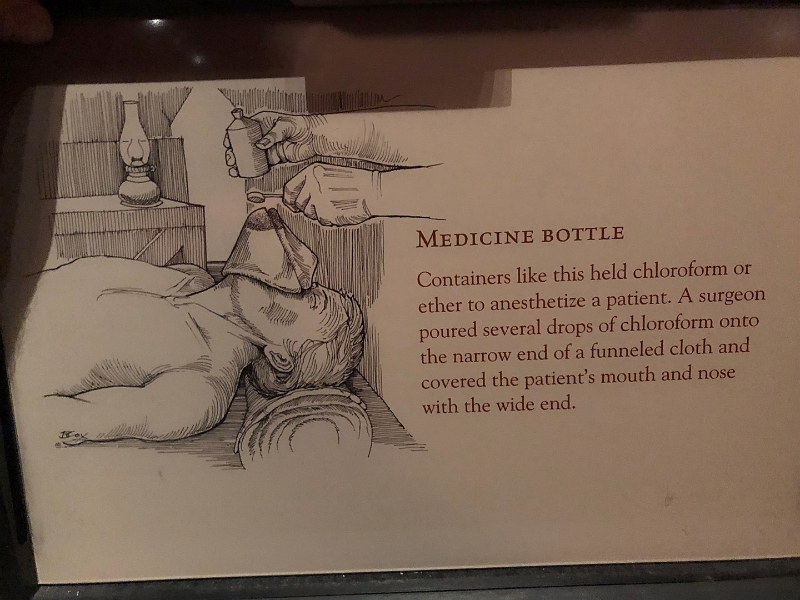 MEDICINE BOTTLE
Containers like this held chloroform or
ether to anesthetize a patient. A surgeon
poured several drops of chloroform onto
the narrow end of a funneled cloth and
covered the patient's mouth and nose
with the wide end.